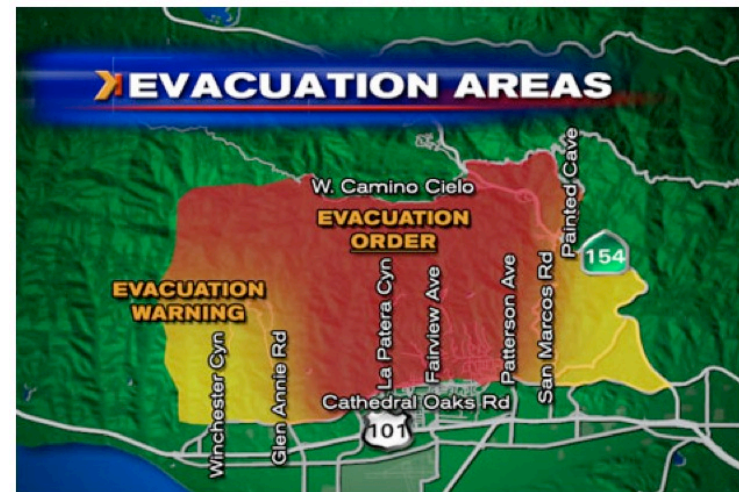 EVACUATION AREAS
Painted Cave
W. Camino Cielo
EVACUATION
ORDER
154
EVACUATION
WARNING
La Patera Cyn
Fairview Ave
Patterson Ave
San Marcos Rd
Winchester Cyn
Glen Annie Rd
Cathedral Oaks Rd
101